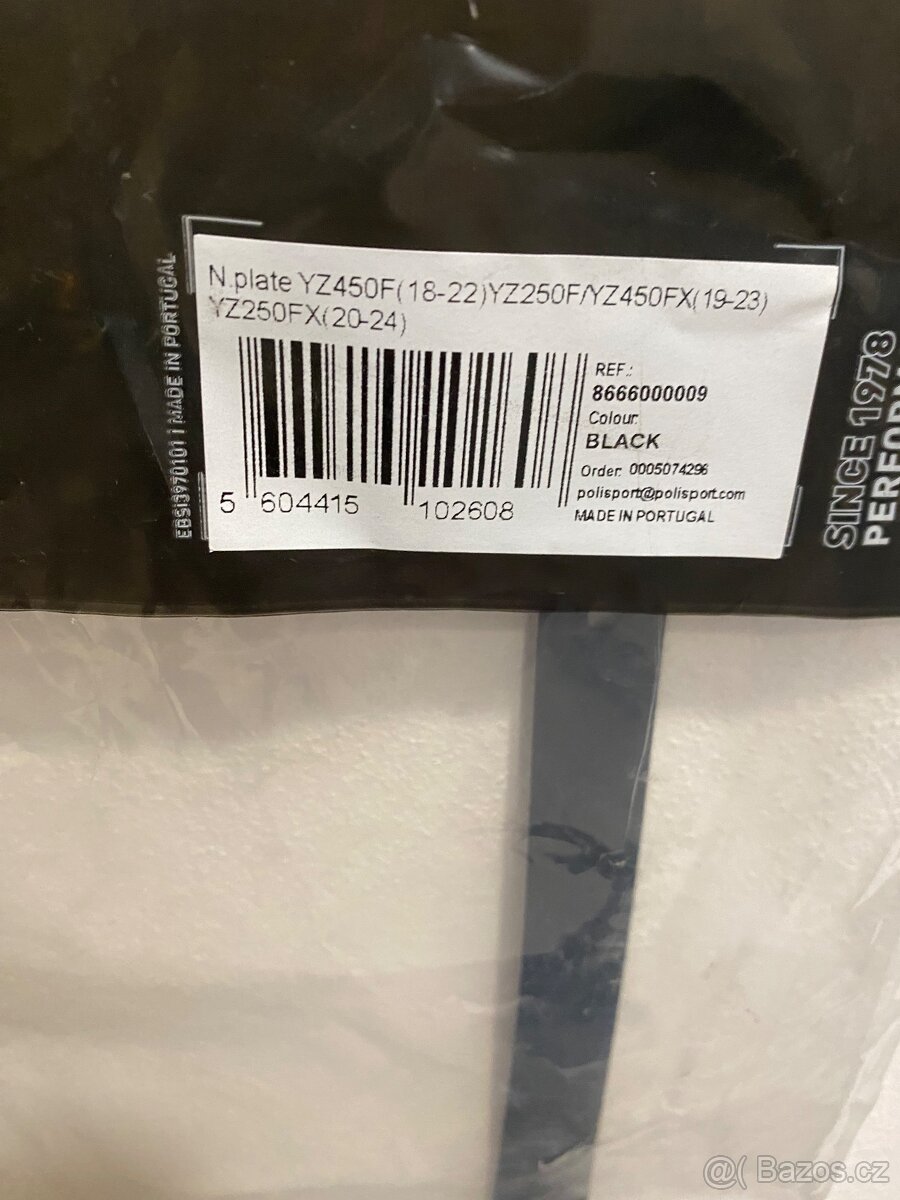 N.plate YZ450F(18-22)YZ250F/YZ450FX(19-23)
YZ250FX(20-24)
REF.:
8666000009
Colour:
BLACK
Order: 0005074296
polisport@polisport.com
MADE IN PORTUGAL
5 604415 102608
EBSI3970101 | MADE IN PORTUGAL
SINCE 1978
@( Bazos.cz